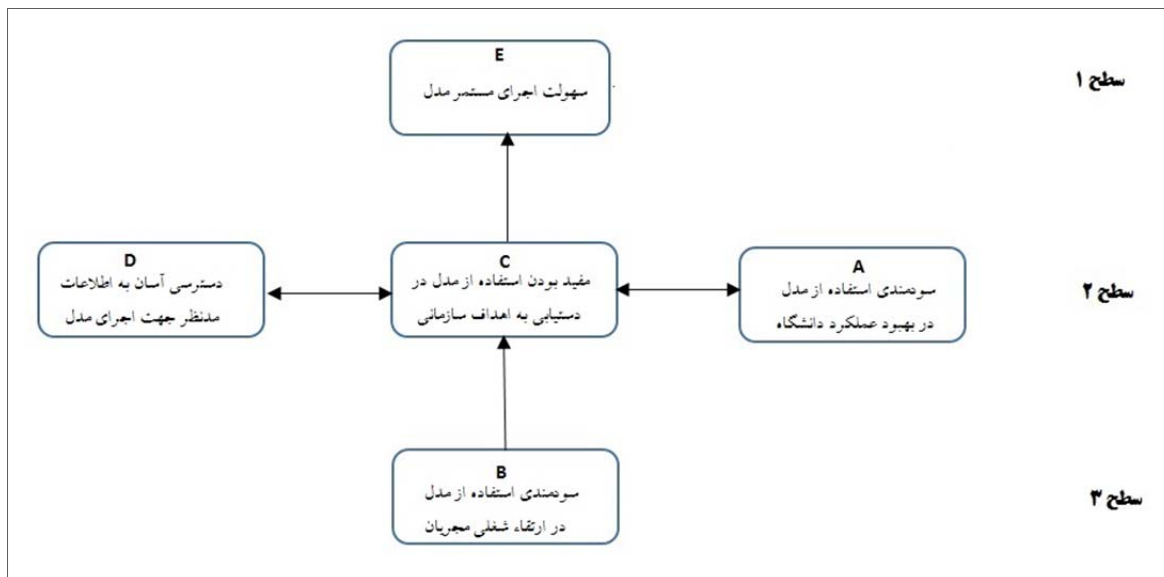 E
سهولت اجرای مستمر مدل
سطح ۱
A
سودمندی استفاده از مدل
در بهبود عملکرد دانشگاه
C
مفید بودن استفاده از مدل در
دستیابی به اهداف سازمانی
D
دسترسی آسان به اطلاعات
مدنظر جهت اجرای مدل
سطح ۲
B
سودمندی استفاده از مدل
در ارتقاء شغلی مجریان
سطح ۳